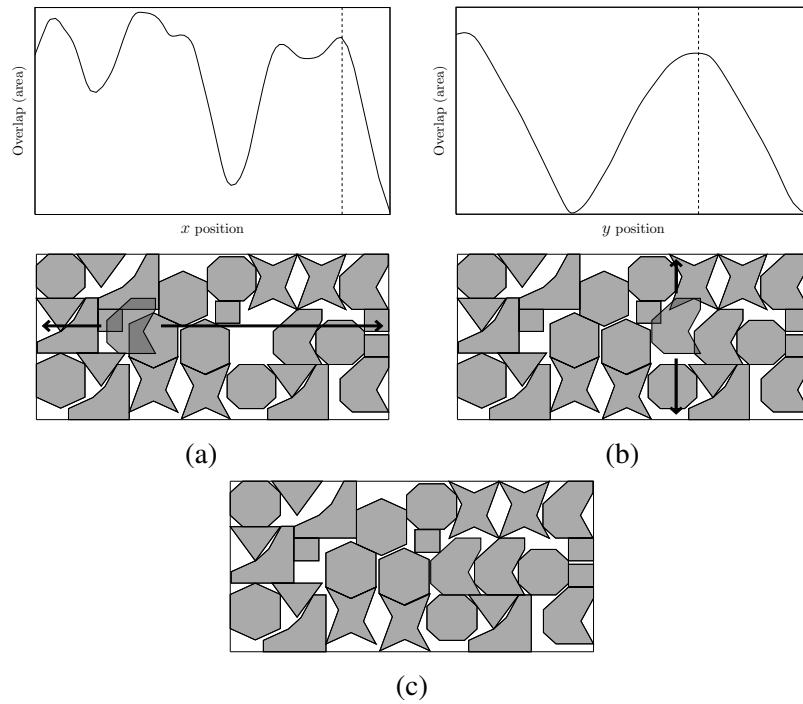 Overlap (area)
x position
Overlap (area)
y position
(a)
(b)
(c)